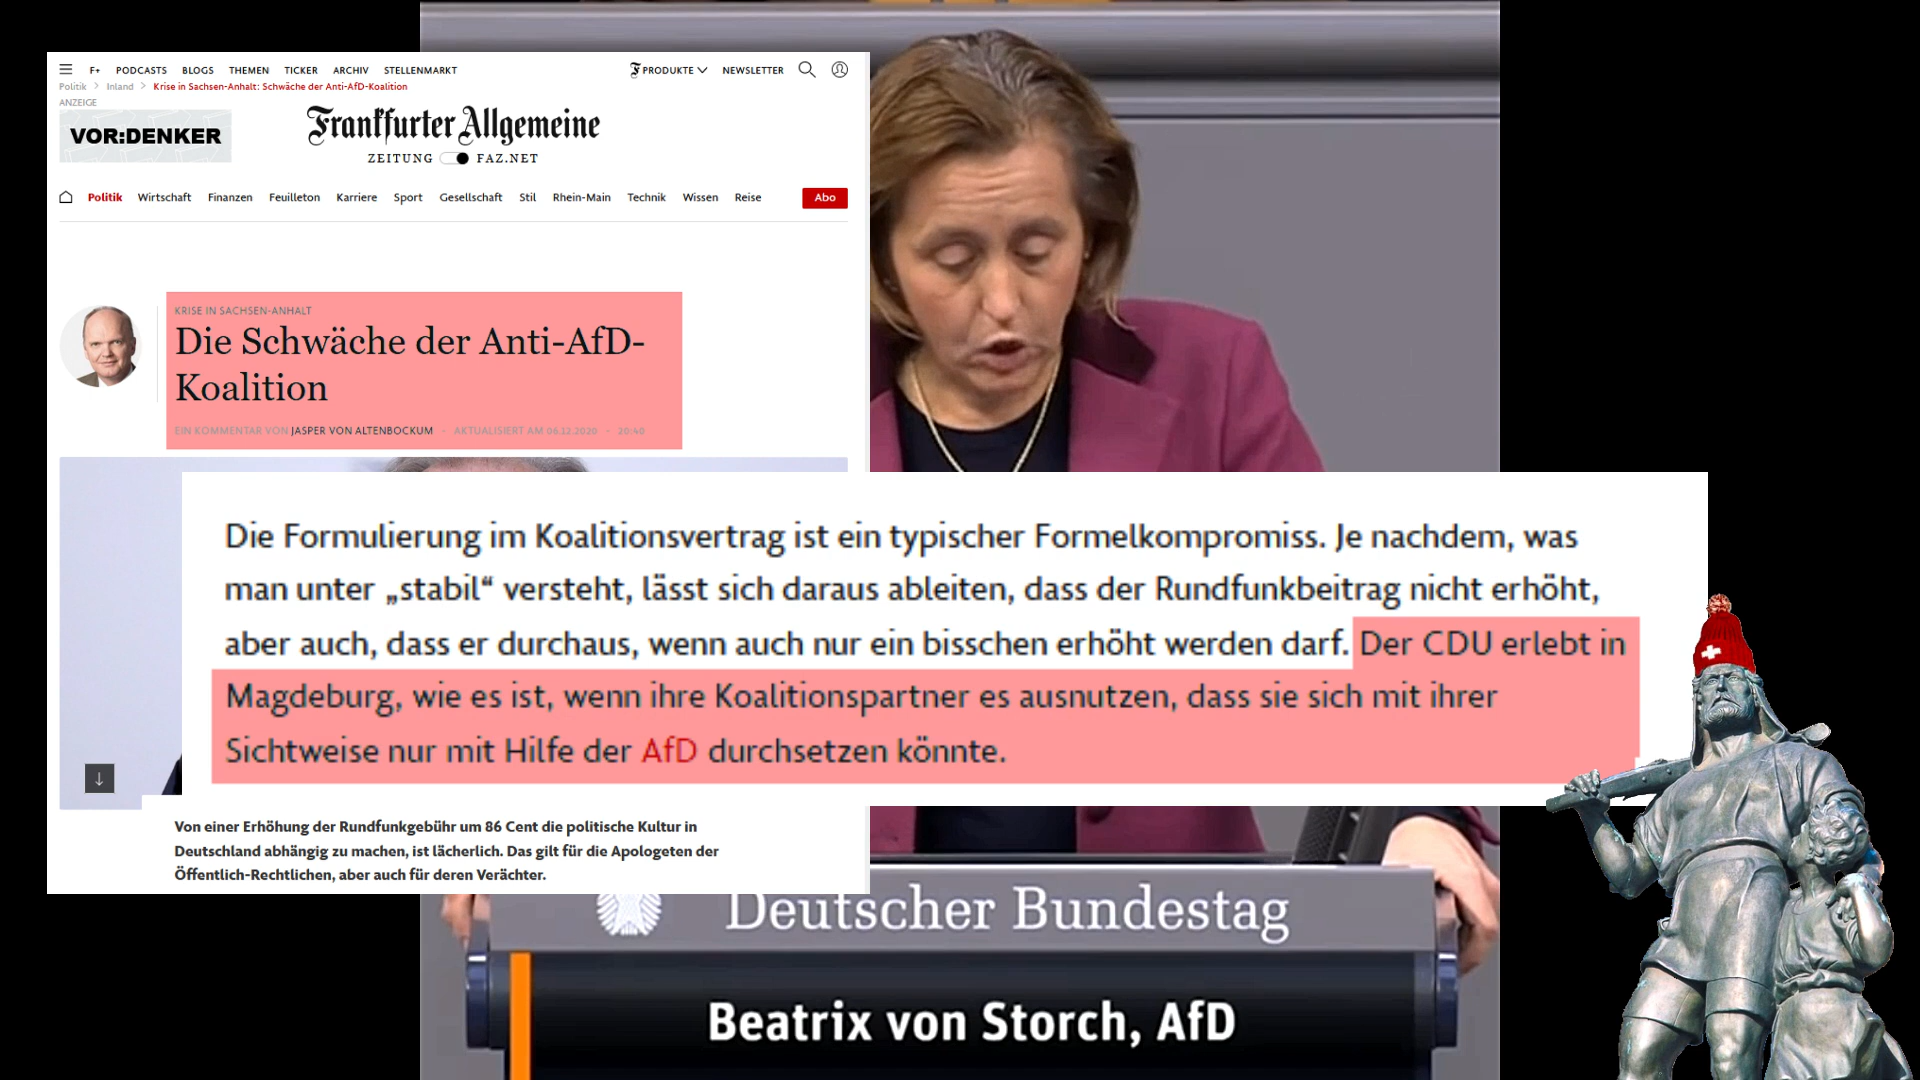 F+ PODCASTS BLOGS THEMEN TICKER ARCHIV STELLENMARKT PRODUKTE NEWSLETTER
Politik > Inland > Krise in Sachsen-Anhalt: Schwäche der Anti-AfD-Koalition
ANZEIGE
VOR:DENKER
Frankfurter Allgemeine
ZEITUNG FAZ.NET
Politik Wirtschaft Finanzen Feuilleton Karriere Sport Gesellschaft Stil Rhein-Main Technik Wissen Reise Abo
KRISE IN SACHSEN-ANHALT
Die Schwäche der Anti-AfD-
Koalition
EIN KOMMENTAR VON JASPER VON ALTENBOCKUM - AKTUALISIERT AM 06.12.2020 - 20:40
Die Formulierung im Koalitionsvertrag ist ein typischer Formelkompromiss. Je nachdem, was
man unter „stabil“ versteht, lässt sich daraus ableiten, dass der Rundfunkbeitrag nicht erhöht,
aber auch, dass er durchaus, wenn auch nur ein bisschen erhöht werden darf. Der CDU erlebt in
Magdeburg, wie es ist, wenn ihre Koalitionspartner es ausnutzen, dass sie sich mit ihrer
Sichtweise nur mit Hilfe der AfD durchsetzen könnte.
Von einer Erhöhung der Rundfunkgebühr um 86 Cent die politische Kultur in
Deutschland abhängig zu machen, ist lächerlich. Das gilt für die Apologeten der
Öffentlich-Rechtlichen, aber auch für deren Verächter.
Deutscher Bundestag
Beatrix von Storch, AfD